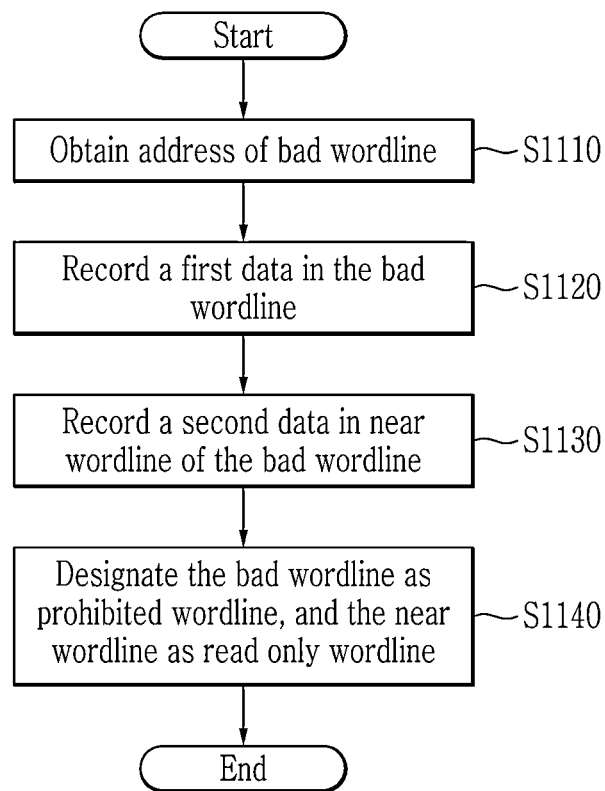 Start
Obtain address of bad wordline
S1110
Record a first data in the bad
wordline
S1120
Record a second data in near
wordline of the bad wordline
S1130
Designate the bad wordline as
prohibited wordline, and the near
wordline as read only wordline
S1140
End